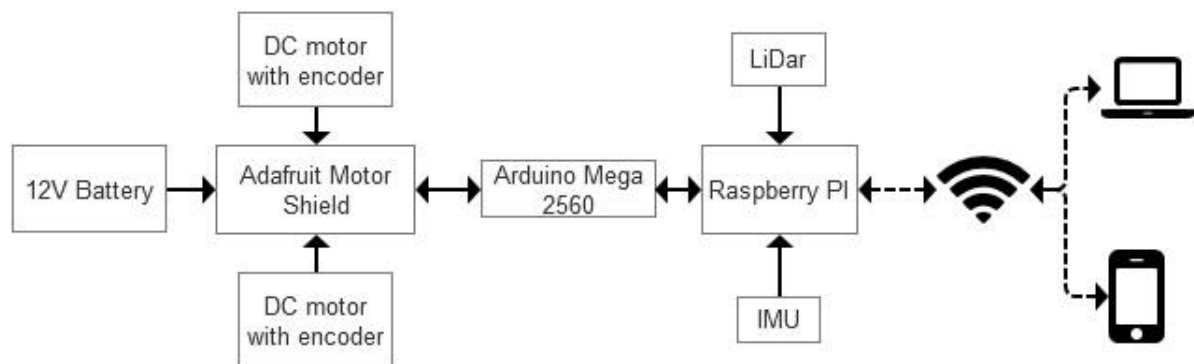 DC motor
with encoder
LiDar
12V Battery
Adafruit Motor
Shield
Arduino Mega
2560
Raspberry PI
DC motor
with encoder
IMU